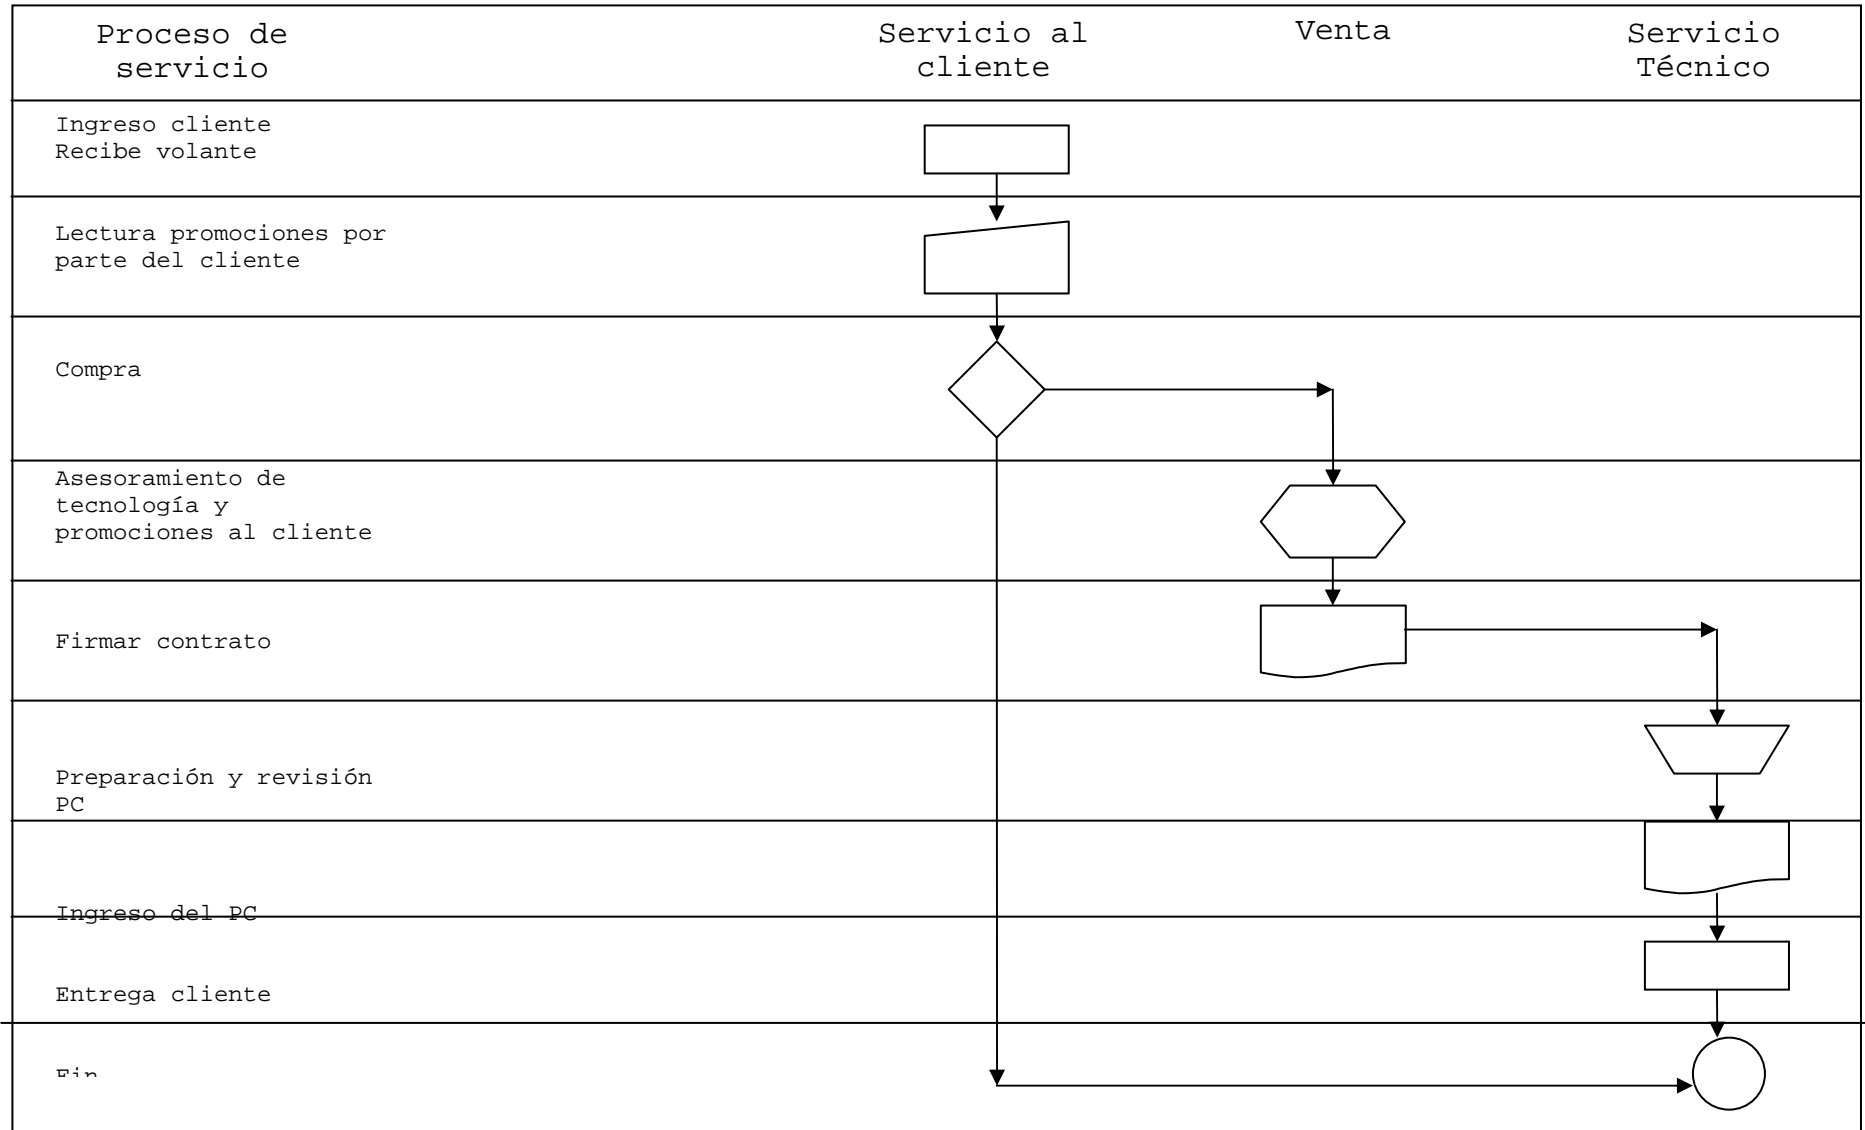 Proceso de
servicio
Servicio al
cliente
Venta
Servicio
Técnico
Ingreso cliente
Recibe volante
Lectura promociones por
parte del cliente
Compra
Asesoramiento de
tecnología y
promociones al cliente
Firmar contrato
Preparación y revisión
PC
Ingreso del PC
Entrega cliente
Fin